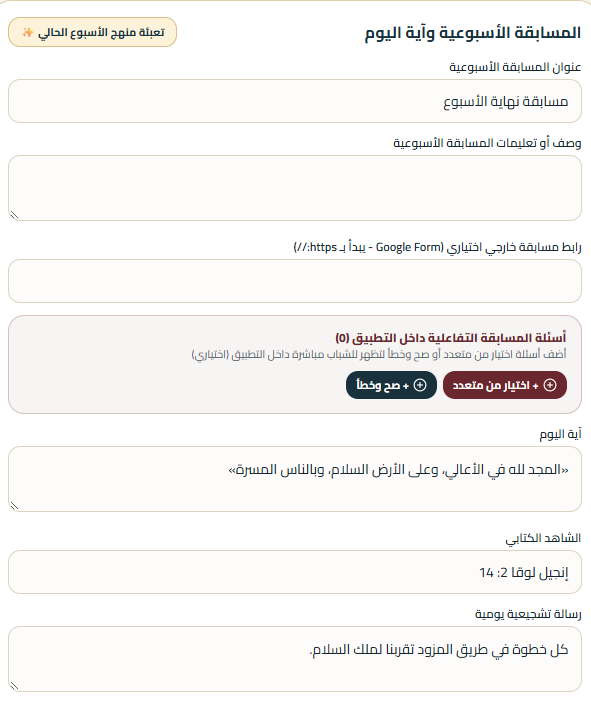 المسابقة الأسبوعية وآية اليوم
تعبئة منهج الأسبوع الحالي ✨
عنوان المسابقة الأسبوعية
مسابقة نهاية الأسبوع
وصف أو تعليمات المسابقة الأسبوعية
رابط مسابقة خارجي اختياري (Google Form - يبدأ بـ https://)
أسئلة المسابقة التفاعلية داخل التطبيق (0)
أضف أسئلة اختيار من متعدد أو صح وخطأ لتظهر للشباب مباشرة داخل التطبيق (اختياري)
+ اختيار من متعدد
+ صح وخطأ
آية اليوم
«المجد لله في الأعالي، وعلى الأرض السلام، وبالناس المسرة»
الشاهد الكتابي
إنجيل لوقا 2: 14
رسالة تشجيعية يومية
كل خطوة في طريق المزود تقربنا لملك السلام.